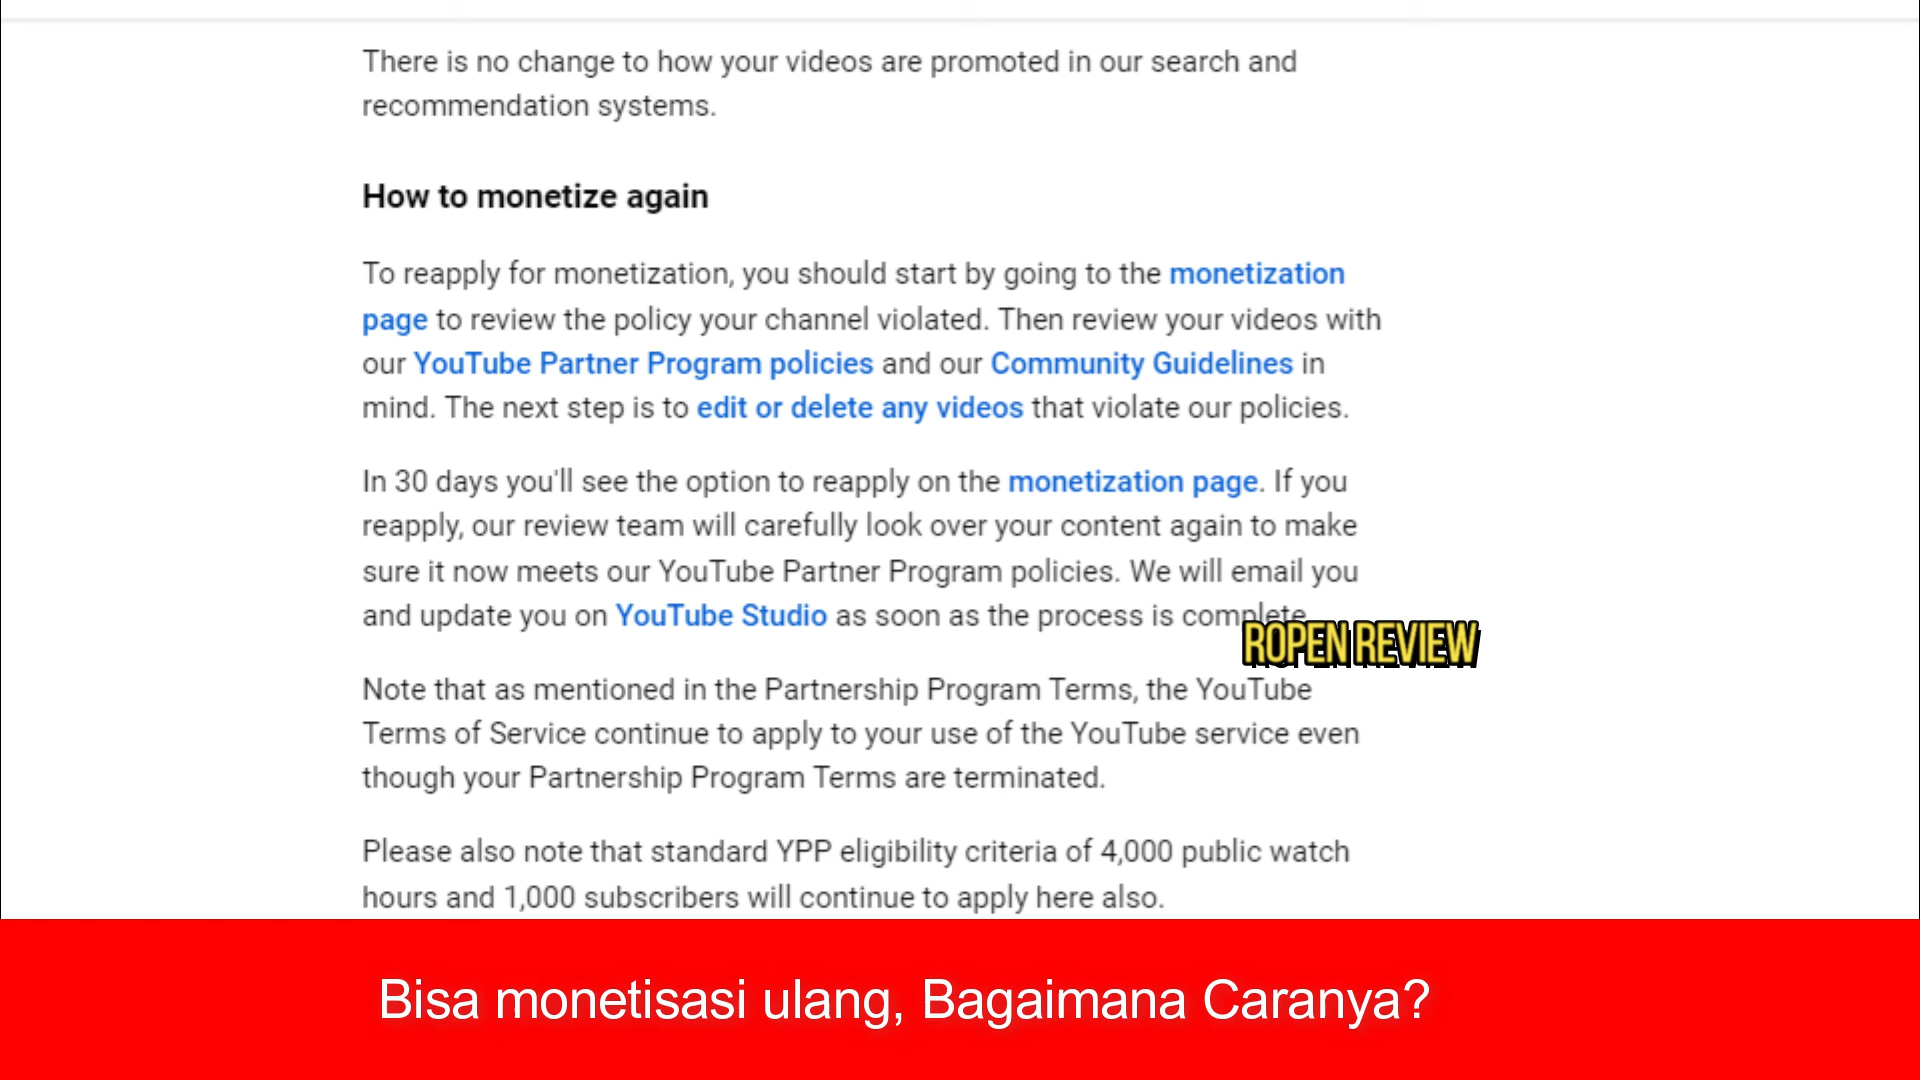 There is no change to how your videos are promoted in our search and
recommendation systems.
How to monetize again
To reapply for monetization, you should start by going to the monetization
page to review the policy your channel violated. Then review your videos with
our YouTube Partner Program policies and our Community Guidelines in
mind. The next step is to edit or delete any videos that violate our policies.
In 30 days you'll see the option to reapply on the monetization page. If you
reapply, our review team will carefully look over your content again to make
sure it now meets our YouTube Partner Program policies. We will email you
and update you on YouTube Studio as soon as the process is complete
ROPEN REVIEW
Note that as mentioned in the Partnership Program Terms, the YouTube
Terms of Service continue to apply to your use of the YouTube service even
though your Partnership Program Terms are terminated.
Please also note that standard YPP eligibility criteria of 4,000 public watch
hours and 1,000 subscribers will continue to apply here also.
Bisa monetisasi ulang, Bagaimana Caranya?